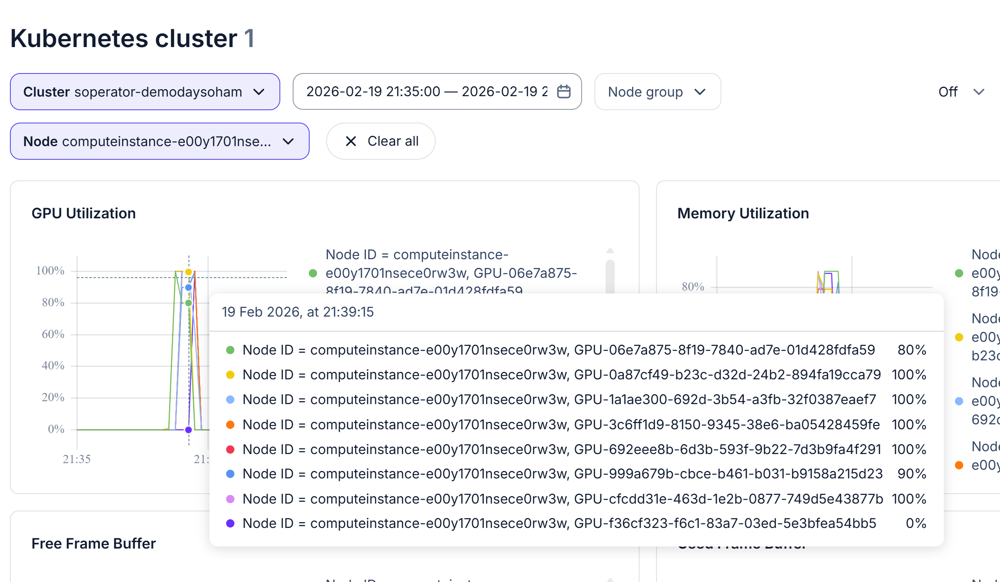 Kubernetes cluster 1
Cluster soperator-demodaysoham
2026-02-19 21:35:00 — 2026-02-19 2
Node group
Off
Node computeinstance-e00y1701nse...
Clear all
GPU Utilization
100%
80%
60%
40%
20%
0%
21:35
21:
Node ID = computeinstance-
e00y1701nsece0rw3w, GPU-06e7a875-
8f19-7840-ad7e-01d428fdfa59
Memory Utilization
80%
Node
e00y
8f19-
Node
e00y
b23c
Node
e00y
692d
Node
e00y
19 Feb 2026, at 21:39:15
Node ID = computeinstance-e00y1701nsece0rw3w, GPU-06e7a875-8f19-7840-ad7e-01d428fdfa59 80%
Node ID = computeinstance-e00y1701nsece0rw3w, GPU-0a87cf49-b23c-d32d-24b2-894fa19cca79 100%
Node ID = computeinstance-e00y1701nsece0rw3w, GPU-1a1ae300-692d-3b54-a3fb-32f0387eaef7 100%
Node ID = computeinstance-e00y1701nsece0rw3w, GPU-3c6ff1d9-8150-9345-38e6-ba05428459fe 100%
Node ID = computeinstance-e00y1701nsece0rw3w, GPU-692eee8b-6d3b-593f-9b22-7d3b9fa4f291 100%
Node ID = computeinstance-e00y1701nsece0rw3w, GPU-999a679b-cbce-b461-b031-b9158a215d23 90%
Node ID = computeinstance-e00y1701nsece0rw3w, GPU-cfcdd31e-463d-1e2b-0877-749d5e43877b 100%
Node ID = computeinstance-e00y1701nsece0rw3w, GPU-f36cf323-f6c1-83a7-03ed-5e3bfea54bb5 0%
Free Frame Buffer
Used Frame Buffer